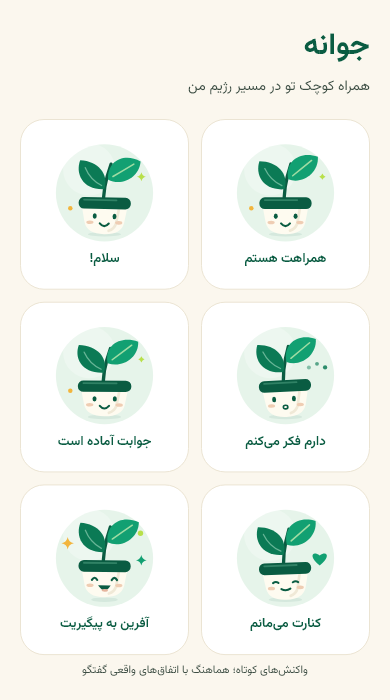 جوانه
همراه کوچک تو در مسیر رژیم من
همراهت هستم
سلام!
دارم فکر می‌کنم
جوابت آماده است
کنارت می‌مانم
آفرین به پیگیریت
واکنش‌های کوتاه؛ هماهنگ با اتفاق‌های واقعی گفتگو